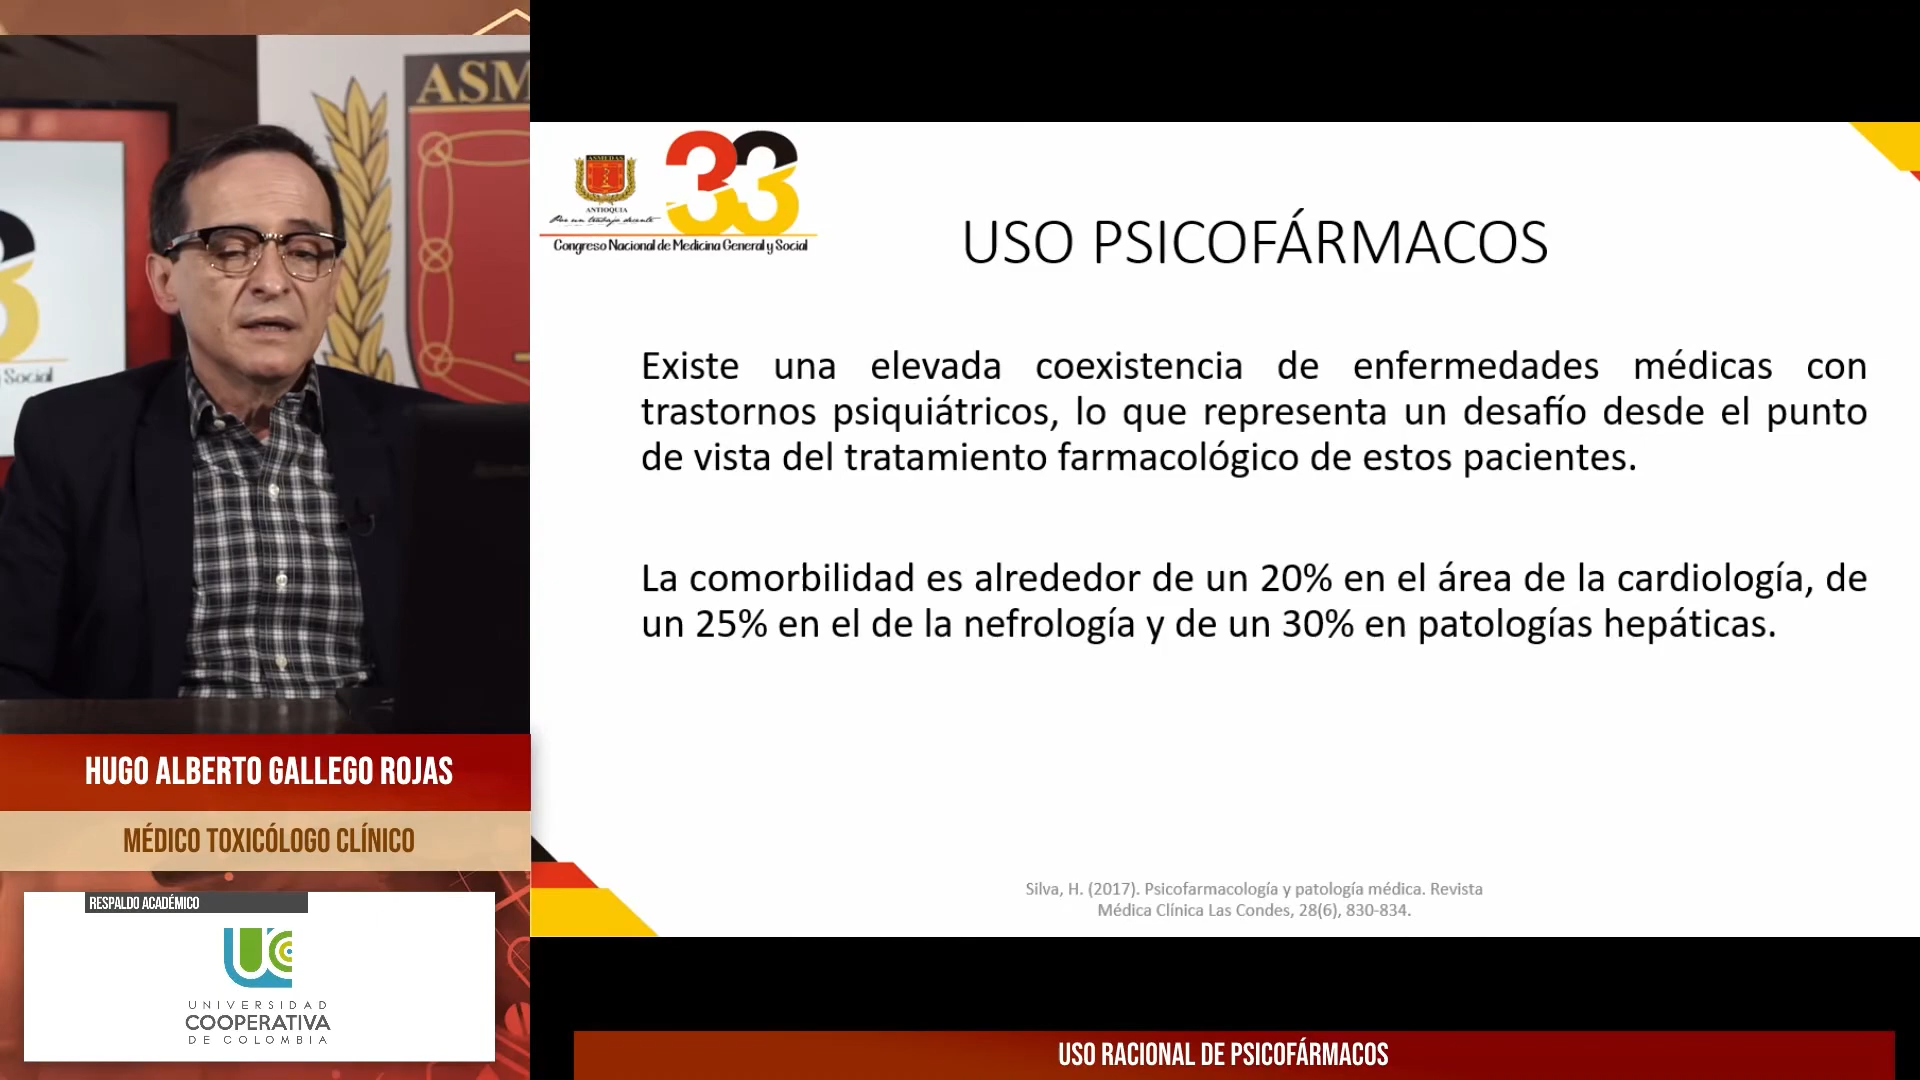 ASM
Social
ASMEDAS
ANTIOQUIA
Por un trabajo decente
33
Congreso Nacional de Medicina General y Social
USO PSICOFÁRMACOS
Existe una elevada coexistencia de enfermedades médicas con
trastornos psiquiátricos, lo que representa un desafío desde el punto
de vista del tratamiento farmacológico de estos pacientes.
La comorbilidad es alrededor de un 20% en el área de la cardiología, de
un 25% en el de la nefrología y de un 30% en patologías hepáticas.
Silva, H. (2017). Psicofarmacología y patología médica. Revista
Médica Clínica Las Condes, 28(6), 830-834.
HUGO ALBERTO GALLEGO ROJAS
MÉDICO TOXICÓLOGO CLÍNICO
RESPALDO ACADÉMICO
UNIVERSIDAD
COOPERATIVA
DE COLOMBIA
USO RACIONAL DE PSICOFÁRMACOS